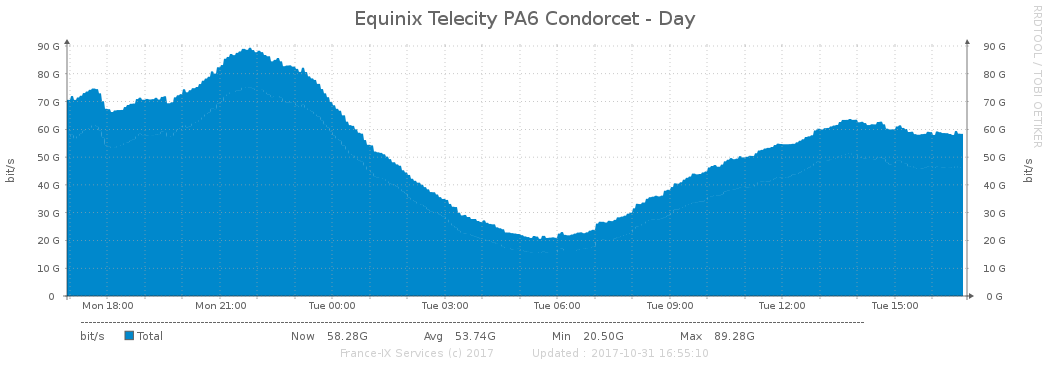 Equinix Telecity PA6 Condorcet - Day
RRDTOOL / TOBI OETIKER
90 G 90 G
80 G 80 G
70 G 70 G
60 G 60 G
50 G 50 G
40 G 40 G
30 G 30 G
20 G 20 G
10 G 10 G
0 0 G
bit/s bit/s
Mon 18:00 Mon 21:00 Tue 00:00 Tue 03:00 Tue 06:00 Tue 09:00 Tue 12:00 Tue 15:00
bit/s Total Now 58.28G Avg 53.74G Min 20.50G Max 89.28G
France-IX Services (c) 2017 Updated : 2017-10-31 16:55:10